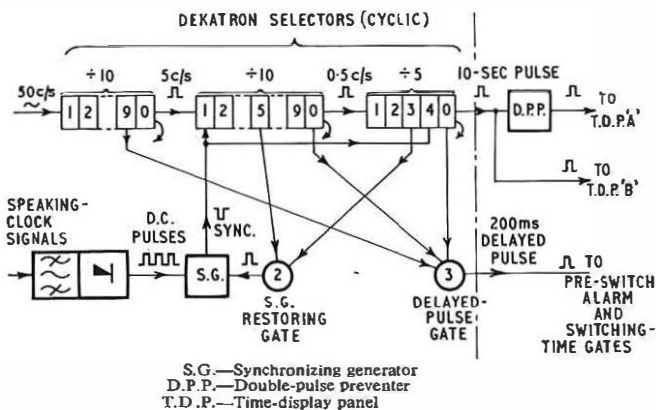 DEKATRON SELECTORS (CYCLIC)
÷10 5c/s ÷10 0·5c/s ÷5 10-SEC PULSE
50c/s
1 2 9 0
1 2 5 9 0
1 2 3 4 0
D.P.P.
TO
T.D.P.'A'
TO
T.D.P.'B'
SPEAKING-
CLOCK
SIGNALS
D.C.
PULSES
SYNC.
S.G.
2
S.G.
RESTORING
GATE
3
DELAYED-
PULSE
GATE
200ms
DELAYED
PULSE
TO
PRE-SWITCH
ALARM
AND
SWITCHING-
TIME GATES
S.G.—Synchronizing generator
D.P.P.—Double-pulse preventer
T.D.P.—Time-display panel